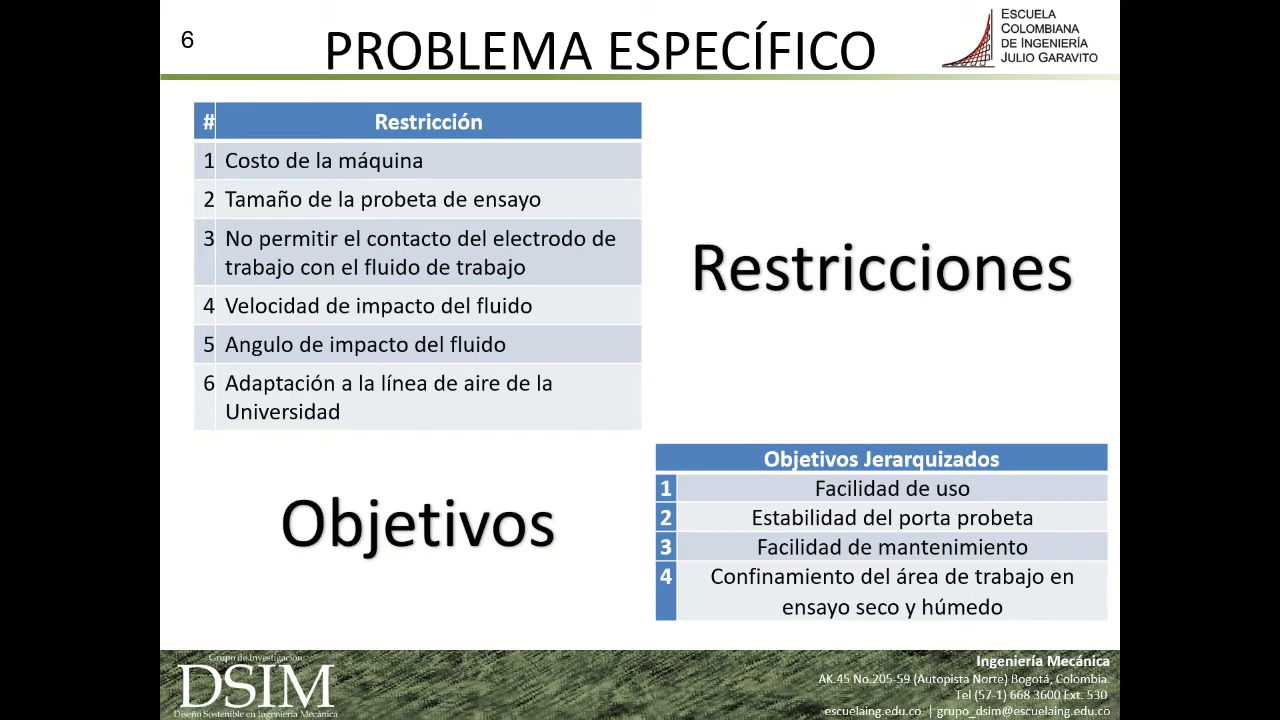 6
PROBLEMA ESPECÍFICO
ESCUELA
COLOMBIANA
DE INGENIERÍA
JULIO GARAVITO
# Restricción
1 Costo de la máquina
2 Tamaño de la probeta de ensayo
3 No permitir el contacto del electrodo de
trabajo con el fluido de trabajo
4 Velocidad de impacto del fluido
5 Angulo de impacto del fluido
6 Adaptación a la línea de aire de la
Universidad
Restricciones
Objetivos
Objetivos Jerarquizados
1 Facilidad de uso
2 Estabilidad del porta probeta
3 Facilidad de mantenimiento
4 Confinamiento del área de trabajo en
ensayo seco y húmedo
Grupo de Investigación
DSIM
Diseño Sostenible en Ingeniería Mecánica
Ingeniería Mecánica
AK.45 No.205-59 (Autopista Norte) Bogotá, Colombia.
Tel (57-1) 668 3600 Ext. 530
escuelaing.edu.co | grupo_dsim@escuelaing.edu.co